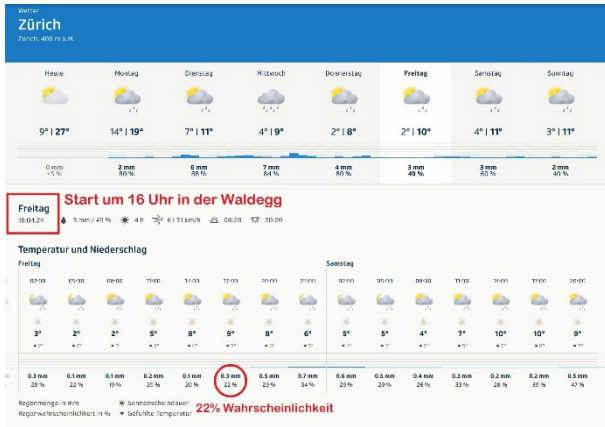 Wetter
Zürich
Zürich, 408 m ü.M.
Heute Montag Dienstag Mittwoch Donnerstag Freitag Samstag Sonntag
9° | 27° 14° | 19° 7° | 11° 4° | 9° 2° | 8° 2° | 10° 4° | 11° 3° | 11°
0 mm 2 mm 6 mm 7 mm 4 mm 3 mm 3 mm 2 mm
<5 % 80 % 88 % 84 % 80 % 49 % 60 % 40 %
Start um 16 Uhr in der Waldegg
Freitag
19.04.24 3 mm / 49 % 4 h 6 | 31 km/h 06:28 20:20
Temperatur und Niederschlag
Freitag Samstag
02:00 05:00 08:00 11:00 14:00 17:00 20:00 23:00 02:00 05:00 08:00 11:00 14:00 17:00 20:00
3° 2° 2° 5° 8° 9° 8° 6° 5° 5° 4° 7° 10° 10° 9°
0.3 mm 0.1 mm 0.1 mm 0.2 mm 0.1 mm 0.3 mm 0.5 mm 0.7 mm 0.6 mm 0.5 mm 0.4 mm 0.3 mm 0.2 mm 0.5 mm
28 % 22 % 19 % 29 % 20 % 22 % 29 % 34 % 29 % 29 % 26 % 33 % 28 % 39 % 47 %
Regenmenge in mm Sonnenscheindauer
Regenwahrscheinlichkeit in % Gefühlte Temperatur
22% Wahrscheinlichkeit